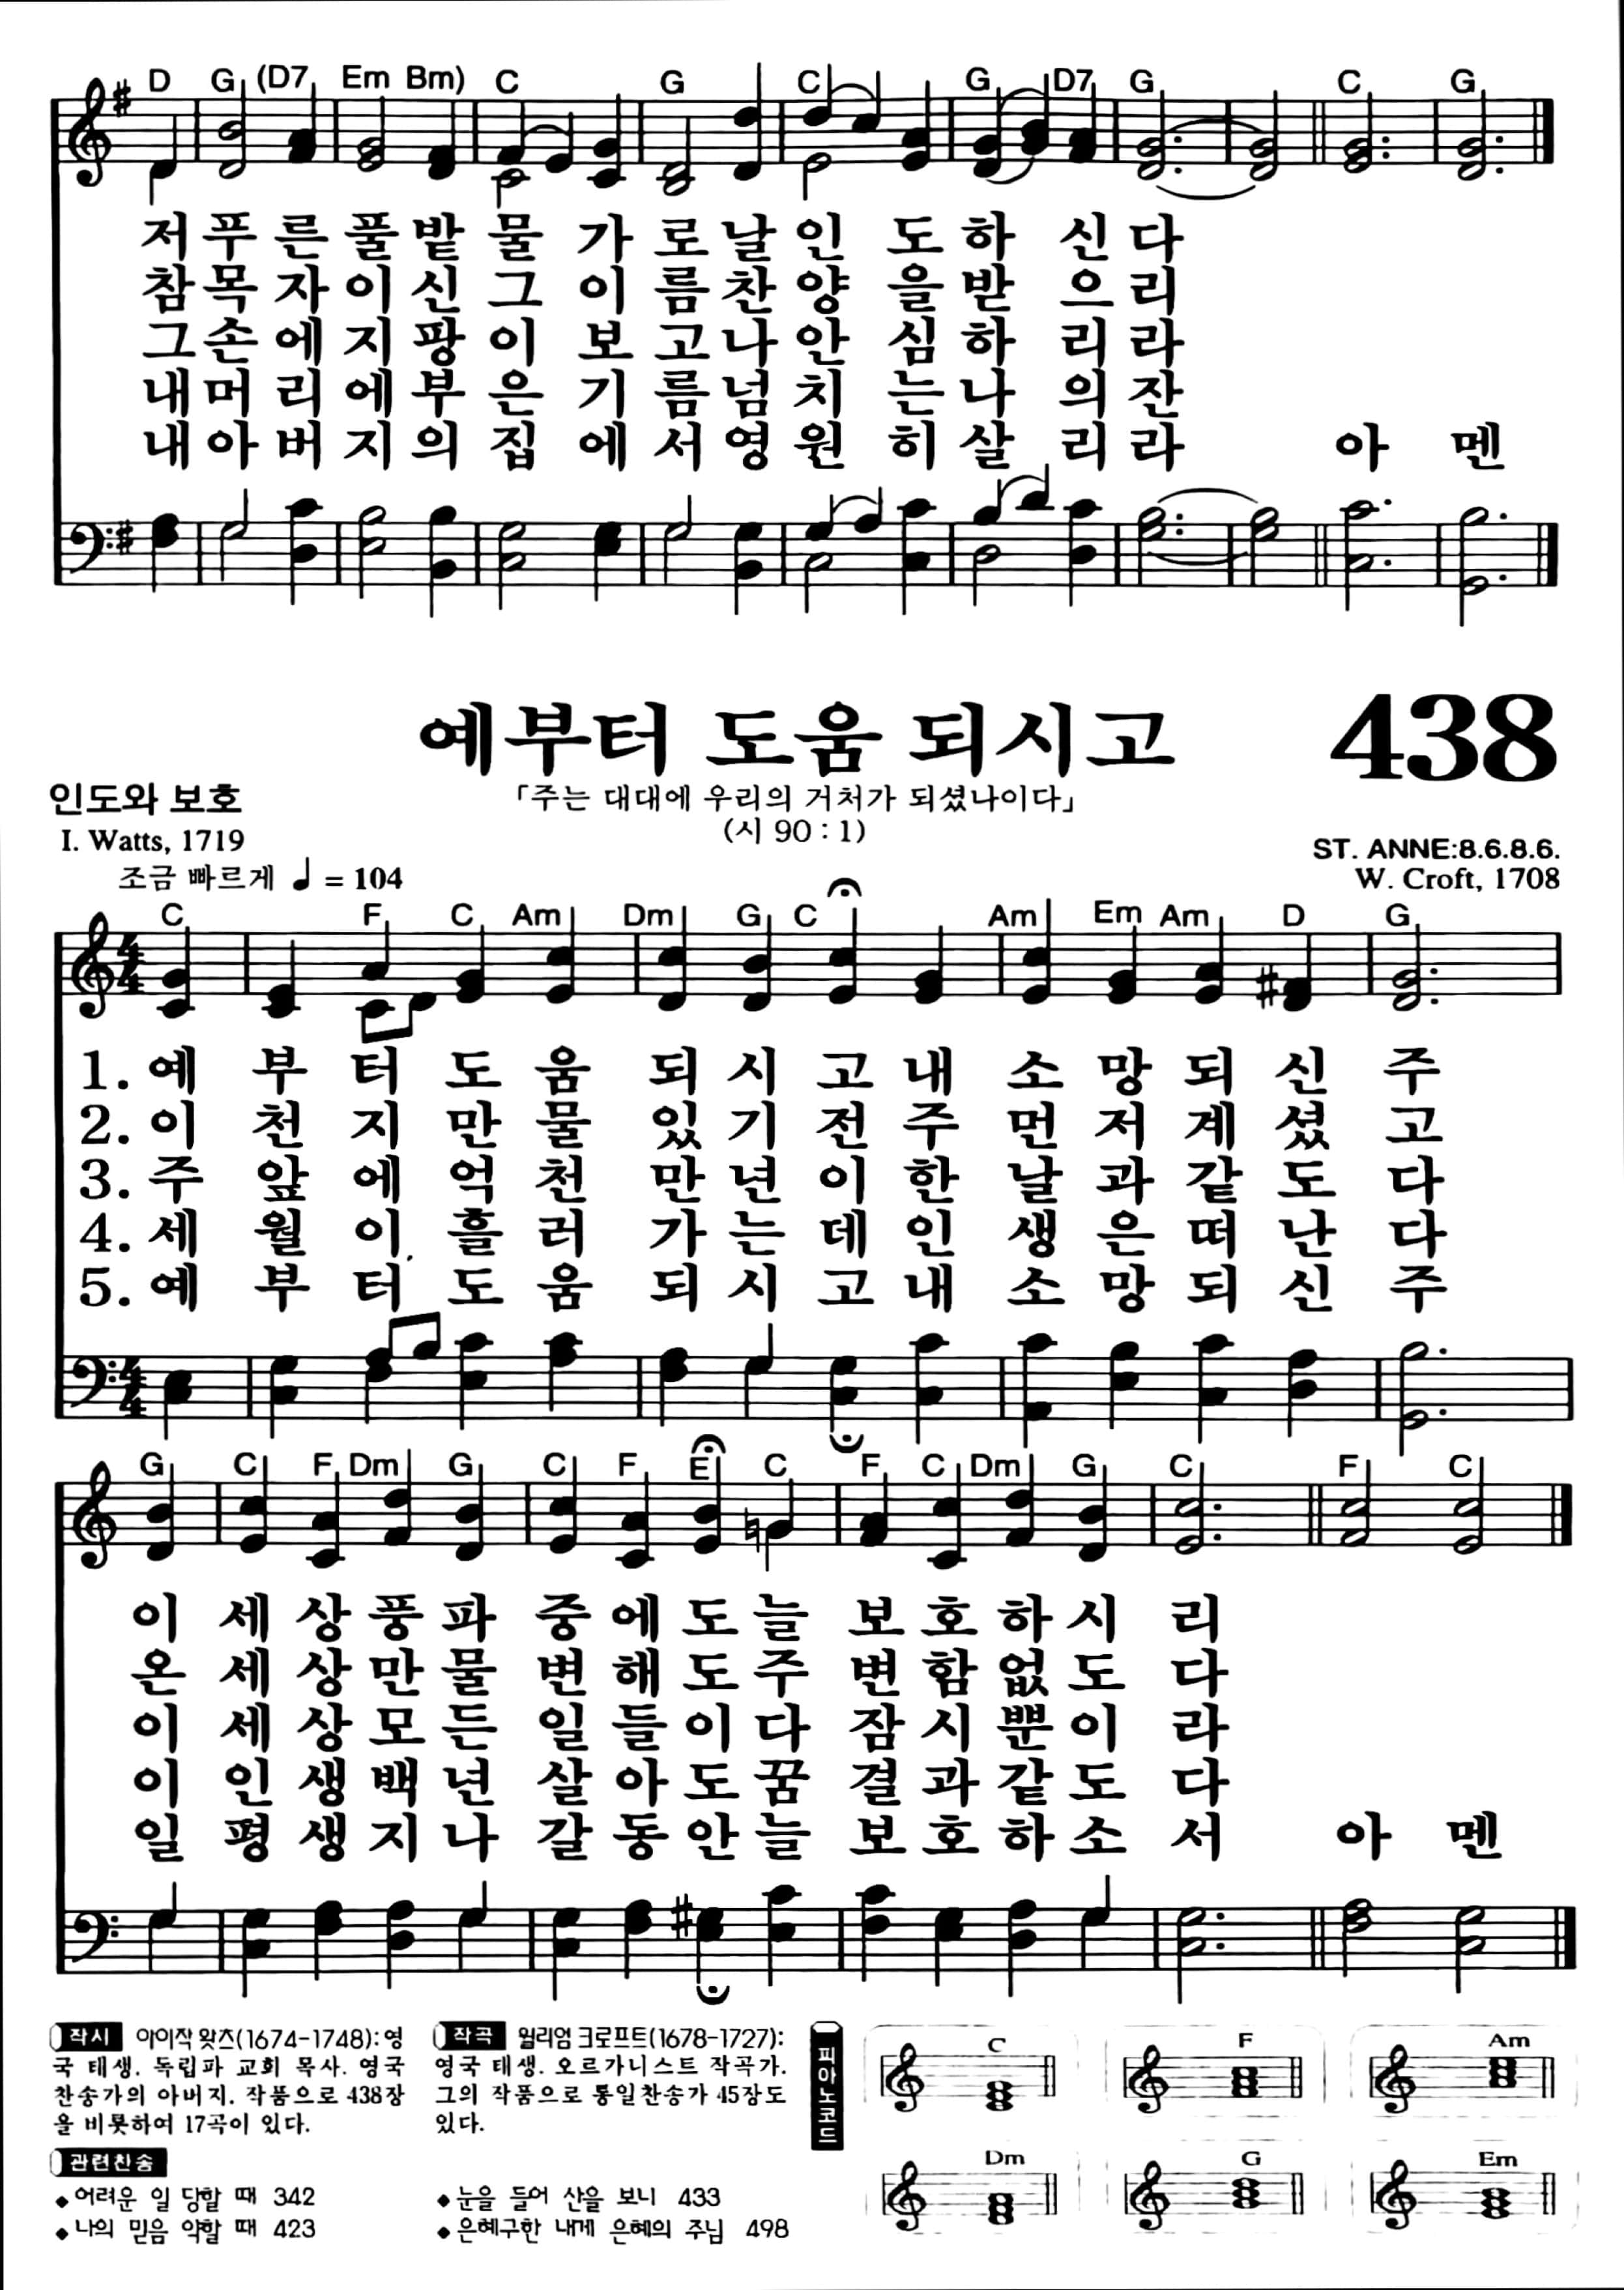 D G (D7 Em Bm) C G C G D7 G C G
저 푸 른 풀 밭 물 가 로 날 인 도 하 신 다
참 목 자 이 신 그 이 름 찬 양 을 받 으 리
그 손 에 지 팡 이 보 고 나 안 심 하 리 라
내 머 리 에 부 은 기 름 넘 치 는 나 의 잔
내 아 버 지 의 집 에 서 영 원 히 살 리 라 아 멘
예부터 도움 되시고 438
인도와 보호
「주는 대대에 우리의 거처가 되셨나이다」
(시 90 : 1)
I. Watts, 1719
ST. ANNE:8.6.8.6.
조금 빠르게 ♩ = 104
W. Croft, 1708
C F C Am Dm G C Am Em Am D G
4
4
1. 예 부 터 도 움 되 시 고 내 소 망 되 신 주
2. 이 천 지 만 물 있 기 전 주 먼 저 계 셨 고
3. 주 앞 에 억 천 만 년 이 한 날 과 같 도 다
4. 세 월 이 흘 러 가 는 데 인 생 은 떠 난 다
5. 예 부 터 도 움 되 시 고 내 소 망 되 신 주
4
4
G C F Dm G C F E C F C Dm G C F C
이 세 상 풍 파 중 에 도 늘 보 호 하 시 리
온 세 상 만 물 변 해 도 주 변 함 없 도 다
이 세 상 모 든 일 들 이 다 잠 시 뿐 이 라
이 인 생 백 년 살 아 도 꿈 결 과 같 도 다
일 평 생 지 나 갈 동 안 늘 보 호 하 소 서 아 멘
작시 아이작 왓츠(1674-1748): 영
국 태생. 독립파 교회 목사. 영국
찬송가의 아버지. 작품으로 438장
을 비롯하여 17곡이 있다.
작곡 윌리엄 크로프트(1678-1727):
영국 태생. 오르가니스트 작곡가.
그의 작품으로 통일찬송가 45장도
있다.
관련찬송
◆어려운 일 당할 때 342
◆나의 믿음 약할 때 423
◆눈을 들어 산을 보니 433
◆은혜구한 내게 은혜의 주님 498
피아노코드
C F Am
Dm G Em